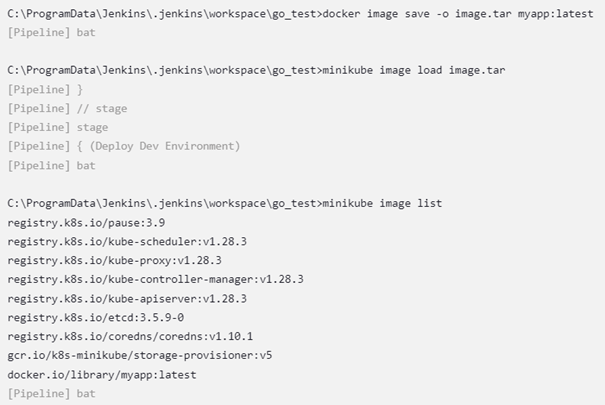 C:\ProgramData\Jenkins\.jenkins\workspace\go_test>docker image save -o image.tar myapp:latest
[Pipeline] bat
C:\ProgramData\Jenkins\.jenkins\workspace\go_test>minikube image load image.tar
[Pipeline] }
[Pipeline] // stage
[Pipeline] stage
[Pipeline] { (Deploy Dev Environment)
[Pipeline] bat
C:\ProgramData\Jenkins\.jenkins\workspace\go_test>minikube image list
registry.k8s.io/pause:3.9
registry.k8s.io/kube-scheduler:v1.28.3
registry.k8s.io/kube-proxy:v1.28.3
registry.k8s.io/kube-controller-manager:v1.28.3
registry.k8s.io/kube-apiserver:v1.28.3
registry.k8s.io/etcd:3.5.9-0
registry.k8s.io/coredns/coredns:v1.10.1
gcr.io/k8s-minikube/storage-provisioner:v5
docker.io/library/myapp:latest
[Pipeline] bat